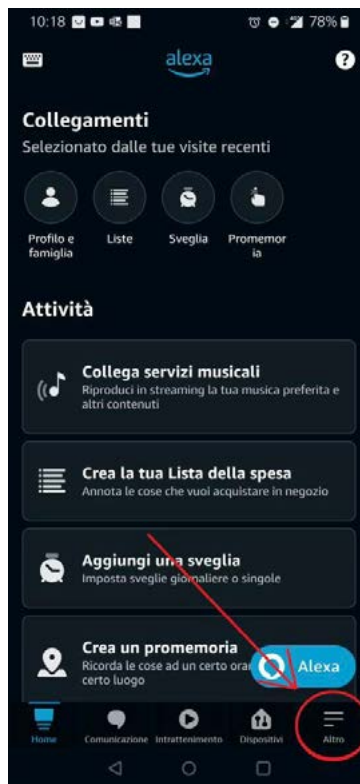 10:18 78%
alexa
?
Collegamenti
Selezionato dalle tue visite recenti
Profilo e
famiglia
Liste
Sveglia
Promemor
ia
Attività
Collega servizi musicali
Riproduci in streaming la tua musica preferita e
altri contenuti
Crea la tua Lista della spesa
Annota le cose che vuoi acquistare in negozio
Aggiungi una sveglia
Imposta sveglie giornaliere o singole
Crea un promemoria
Ricorda le cose ad un certo
certo luogo
Alexa
Home Comunicazione Intrattenimento Dispositivi Altro